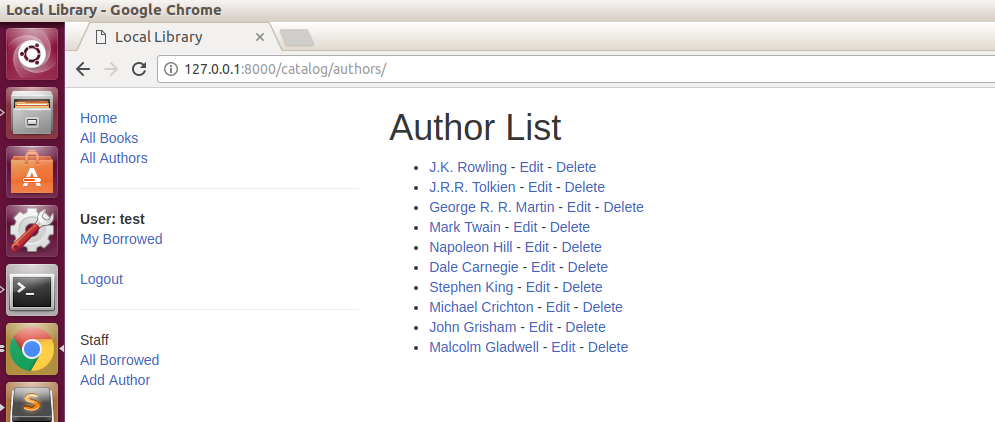 Local Library - Google Chrome
Local Library
127.0.0.1:8000/catalog/authors/
Home
All Books
All Authors
User: test
My Borrowed
Logout
Staff
All Borrowed
Add Author
Author List
J.K. Rowling - Edit - Delete
J.R.R. Tolkien - Edit - Delete
George R. R. Martin - Edit - Delete
Mark Twain - Edit - Delete
Napoleon Hill - Edit - Delete
Dale Carnegie - Edit - Delete
Stephen King - Edit - Delete
Michael Crichton - Edit - Delete
John Grisham - Edit - Delete
Malcolm Gladwell - Edit - Delete